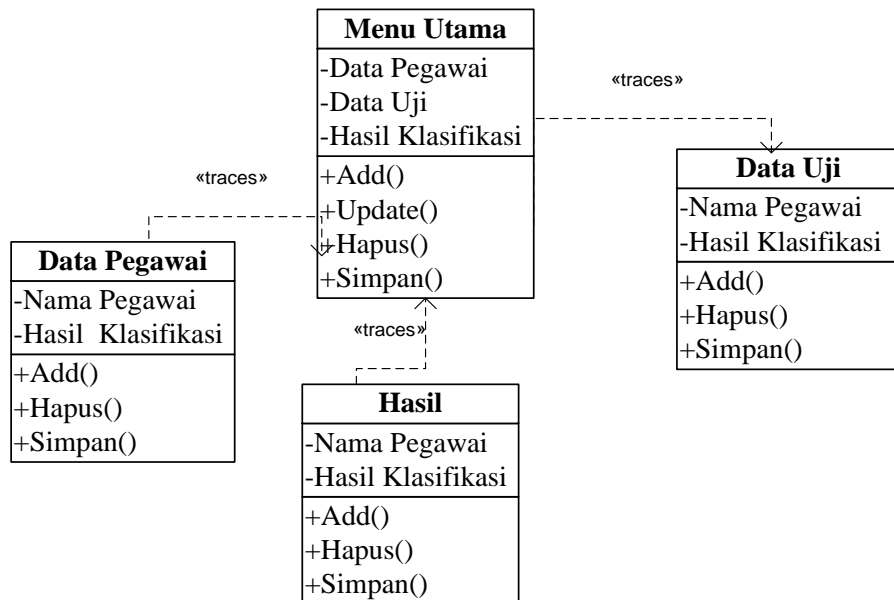 Menu Utama
-Data Pegawai
-Data Uji
-Hasil Klasifikasi
+Add()
+Update()
+Hapus()
+Simpan()
«traces»
«traces»
«traces»
Data Uji
-Nama Pegawai
-Hasil Klasifikasi
+Add()
+Hapus()
+Simpan()
Data Pegawai
-Nama Pegawai
-Hasil  Klasifikasi
+Add()
+Hapus()
+Simpan()
Hasil
-Nama Pegawai
-Hasil Klasifikasi
+Add()
+Hapus()
+Simpan()